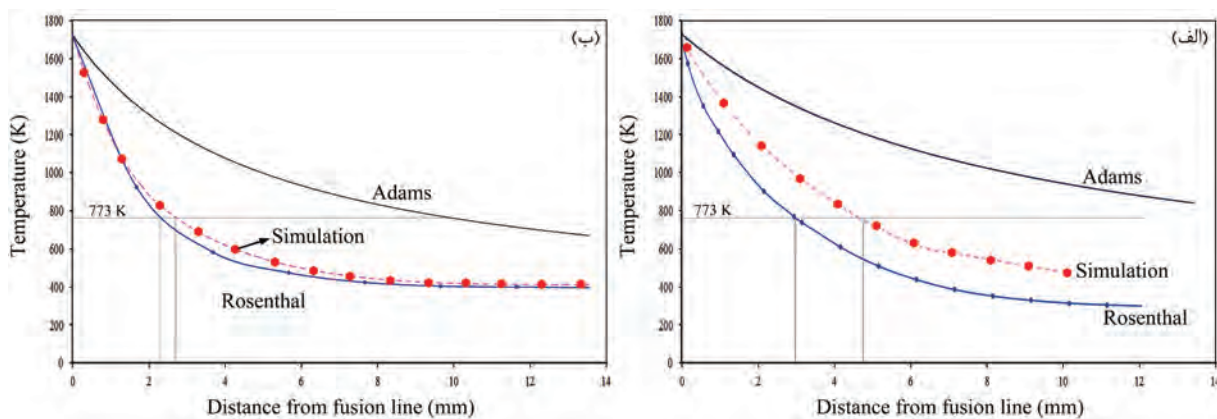 (ب)
Temperature (K)
1800
1600
1400
1200
1000
800
600
400
200
0
773 K
Adams
Simulation
Rosenthal
0 2 4 6 8 10 12 14
Distance from fusion line (mm)
(الف)
Temperature (K)
1800
1600
1400
1200
1000
800
600
400
200
0
773 K
Adams
Simulation
Rosenthal
0 2 4 6 8 10 12 14
Distance from fusion line (mm)